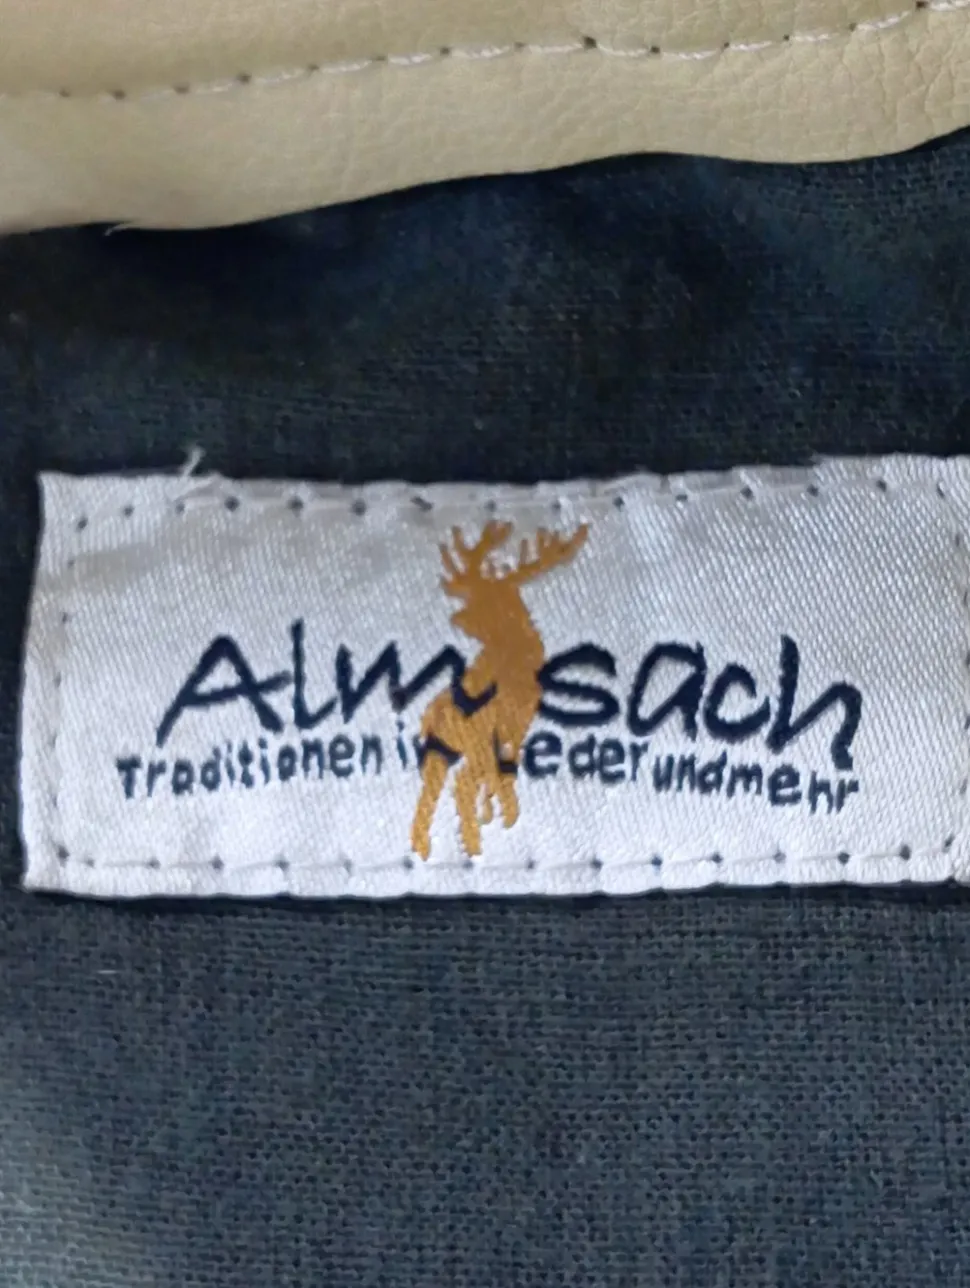 Almsach
Traditionen in Leder und mehr